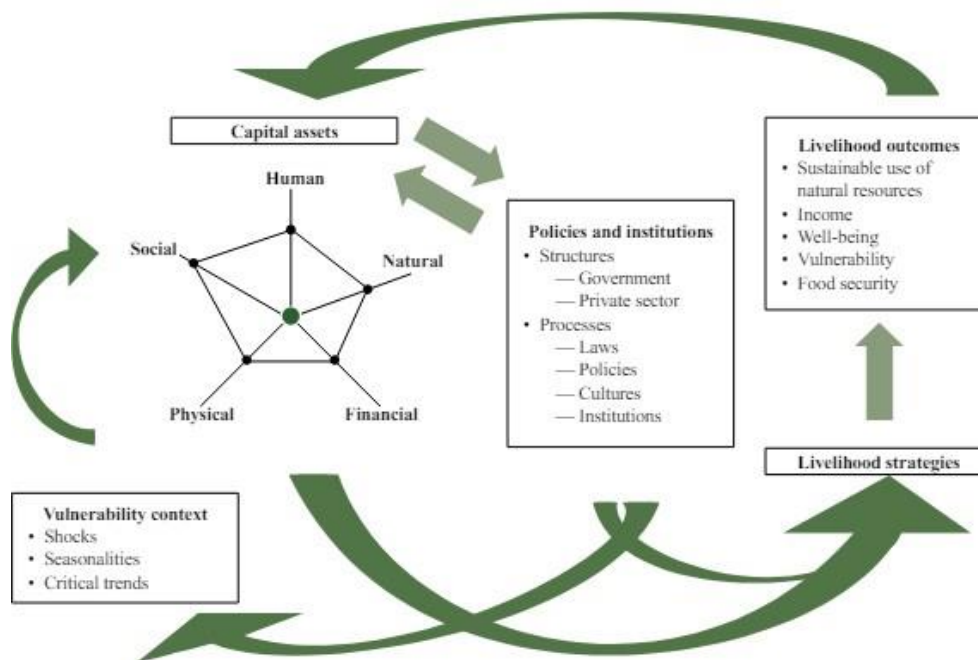 Capital assets
Human
Social
Natural
Physical
Financial
Policies and institutions
• Structures
— Government
— Private sector
• Processes
— Laws
— Policies
— Cultures
— Institutions
Livelihood outcomes
• Sustainable use of
natural resources
• Income
• Well-being
• Vulnerability
• Food security
Livelihood strategies
Vulnerability context
• Shocks
• Seasonalities
• Critical trends